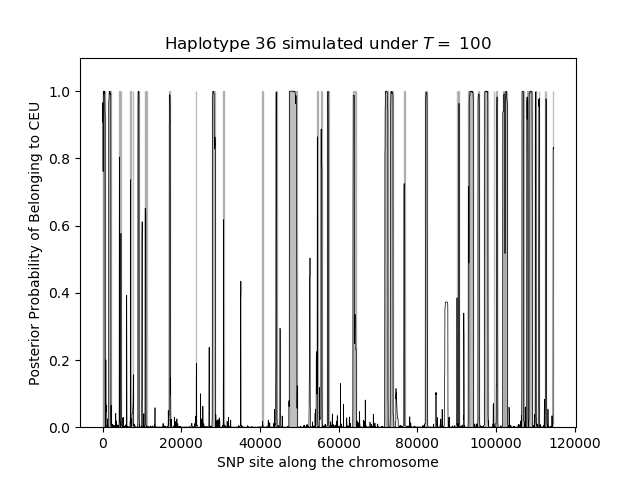 Haplotype 36 simulated under T = 100
Posterior Probability of Belonging to CEU
1.0
0.8
0.6
0.4
0.2
0.0
0 20000 40000 60000 80000 100000 120000
SNP site along the chromosome